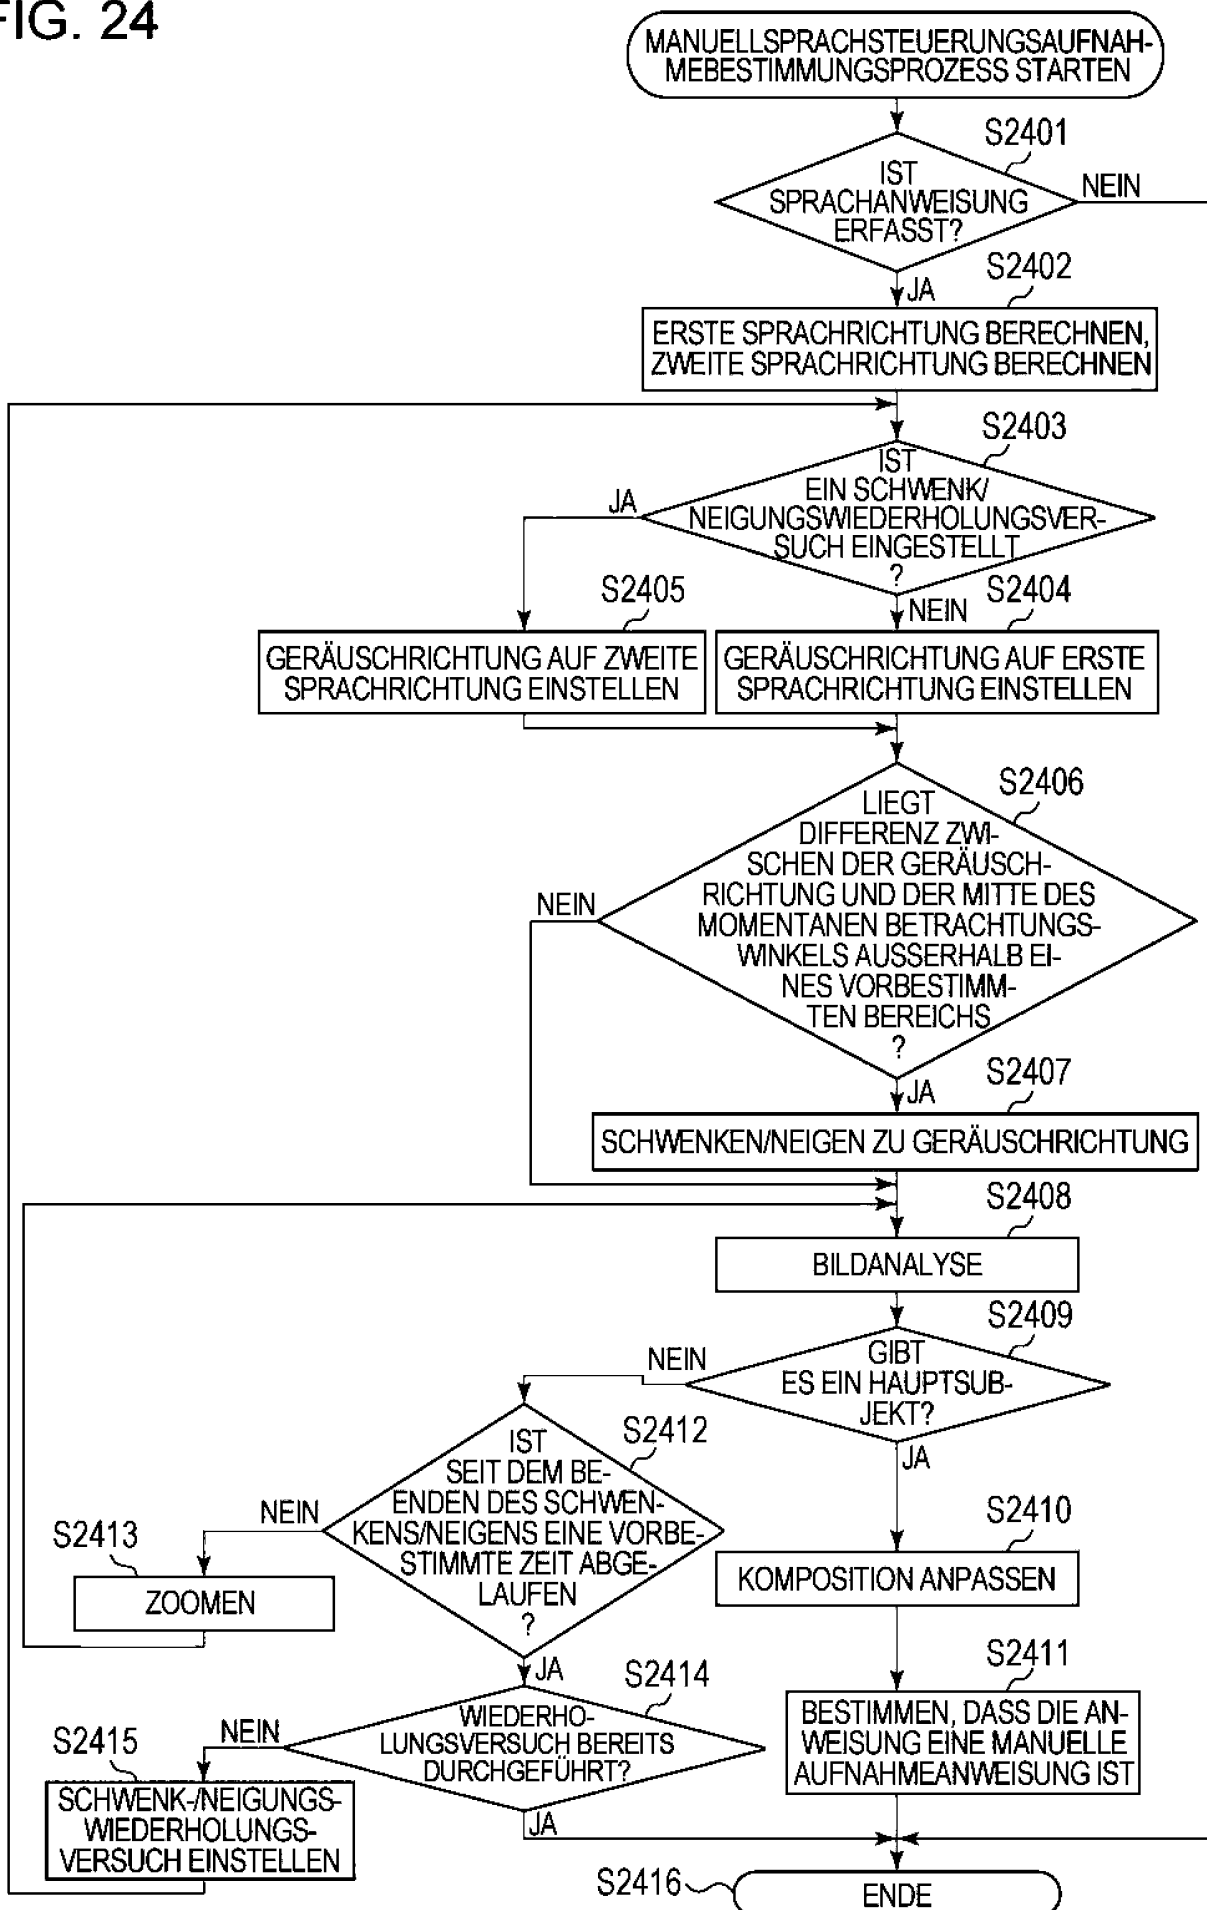 FIG. 24
MANUELLSPRACHSTEUERUNGSAUFNAH-
MEBESTIMMUNGSPROZESS STARTEN
S2401
IST
SPRACHANWEISUNG
ERFASST?
NEIN
S2402
JA
ERSTE SPRACHRICHTUNG BERECHNEN,
ZWEITE SPRACHRICHTUNG BERECHNEN
S2403
IST
EIN SCHWENK/
NEIGUNGSWIEDERHOLUNGSVER-
SUCH EINGESTELLT
?
JA
S2405
S2404
NEIN
GERÄUSCHRICHTUNG AUF ZWEITE
SPRACHRICHTUNG EINSTELLEN
GERÄUSCHRICHTUNG AUF ERSTE
SPRACHRICHTUNG EINSTELLEN
S2406
LIEGT
DIFFERENZ ZWI-
SCHEN DER GERÄUSCH-
RICHTUNG UND DER MITTE DES
MOMENTANEN BETRACHTUNGS-
WINKELS AUSSERHALB EI-
NES VORBESTIMM-
TEN BEREICHS
?
NEIN
S2407
JA
SCHWENKEN/NEIGEN ZU GERÄUSCHRICHTUNG
S2408
BILDANALYSE
S2409
GIBT
ES EIN HAUPTSUB-
JEKT?
NEIN
JA
S2412
IST
SEIT DEM BE-
ENDEN DES SCHWEN-
KENS/NEIGENS EINE VORBE-
STIMMTE ZEIT ABGE-
LAUFEN
?
NEIN
S2413
ZOOMEN
S2410
KOMPOSITION ANPASSEN
JA
S2414
WIEDERHO-
LUNGSVERSUCH BEREITS
DURCHGEFÜHRT?
NEIN
S2415
SCHWENK-/NEIGUNGS-
WIEDERHOLUNGS-
VERSUCH EINSTELLEN
S2411
BESTIMMEN, DASS DIE AN-
WEISUNG EINE MANUELLE
AUFNAHMEANWEISUNG IST
JA
S2416
ENDE